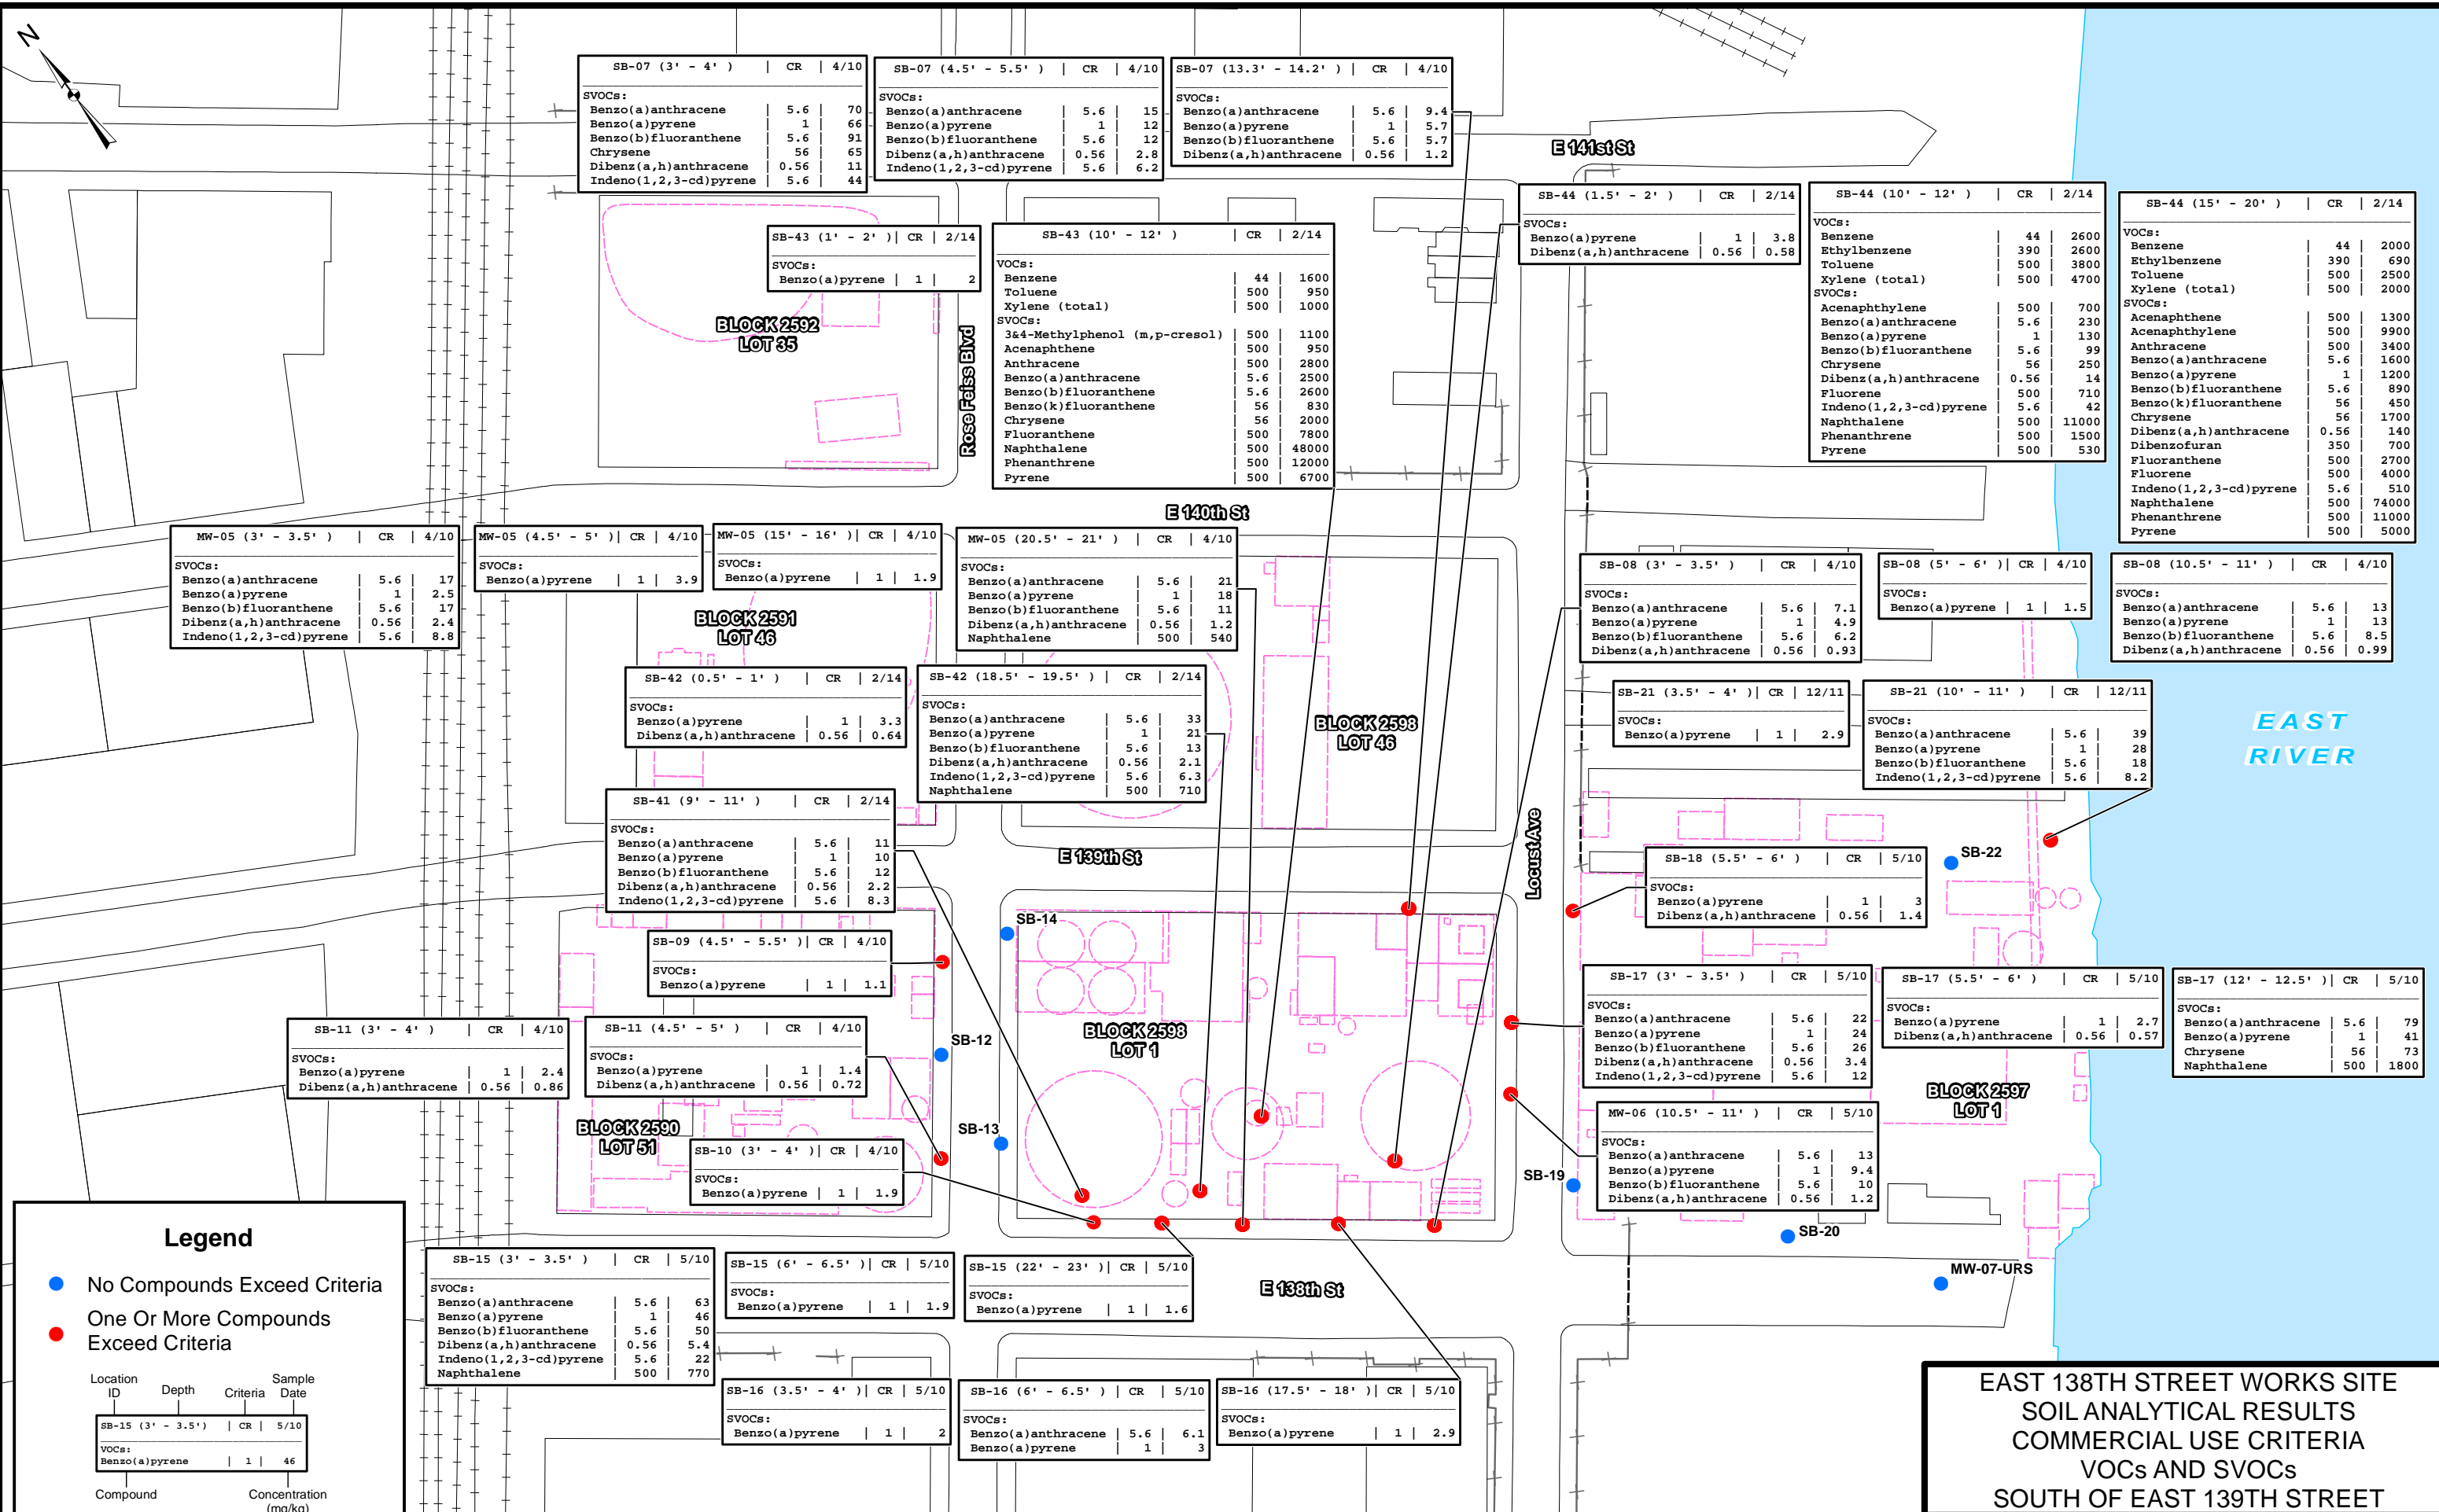 N
SB-07 (3' - 4' ) | CR | 4/10
SVOCs:
Benzo(a)anthracene | 5.6 | 70
Benzo(a)pyrene | 1 | 66
Benzo(b)fluoranthene | 5.6 | 91
Chrysene | 56 | 65
Dibenz(a,h)anthracene | 0.56 | 11
Indeno(1,2,3-cd)pyrene | 5.6 | 44
SB-07 (4.5' - 5.5' ) | CR | 4/10
SVOCs:
Benzo(a)anthracene | 5.6 | 15
Benzo(a)pyrene | 1 | 12
Benzo(b)fluoranthene | 5.6 | 12
Dibenz(a,h)anthracene | 0.56 | 2.8
Indeno(1,2,3-cd)pyrene | 5.6 | 6.2
SB-07 (13.3' - 14.2' ) | CR | 4/10
SVOCs:
Benzo(a)anthracene | 5.6 | 9.4
Benzo(a)pyrene | 1 | 5.7
Benzo(b)fluoranthene | 5.6 | 5.7
Dibenz(a,h)anthracene | 0.56 | 1.2
E 141st St
SB-44 (1.5' - 2' ) | CR | 2/14
SVOCs:
Benzo(a)pyrene | 1 | 3.8
Dibenz(a,h)anthracene | 0.56 | 0.58
SB-44 (10' - 12' ) | CR | 2/14
VOCs:
Benzene | 44 | 2600
Ethylbenzene | 390 | 2600
Toluene | 500 | 3800
Xylene (total) | 500 | 4700
SVOCs:
Acenaphthylene | 500 | 700
Benzo(a)anthracene | 5.6 | 230
Benzo(a)pyrene | 1 | 130
Benzo(b)fluoranthene | 5.6 | 99
Chrysene | 56 | 250
Dibenz(a,h)anthracene | 0.56 | 14
Fluorene | 500 | 710
Indeno(1,2,3-cd)pyrene | 5.6 | 42
Naphthalene | 500 | 11000
Phenanthrene | 500 | 1500
Pyrene | 500 | 530
SB-44 (15' - 20' ) | CR | 2/14
VOCs:
Benzene | 44 | 2000
Ethylbenzene | 390 | 690
Toluene | 500 | 2500
Xylene (total) | 500 | 2000
SVOCs:
Acenaphthene | 500 | 1300
Acenaphthylene | 500 | 9900
Anthracene | 500 | 3400
Benzo(a)anthracene | 5.6 | 1600
Benzo(a)pyrene | 1 | 1200
Benzo(b)fluoranthene | 5.6 | 890
Benzo(k)fluoranthene | 56 | 450
Chrysene | 56 | 1700
Dibenz(a,h)anthracene | 0.56 | 140
Dibenzofuran | 350 | 700
Fluoranthene | 500 | 2700
Fluorene | 500 | 4000
Indeno(1,2,3-cd)pyrene | 5.6 | 510
Naphthalene | 500 | 74000
Phenanthrene | 500 | 11000
Pyrene | 500 | 5000
SB-43 (1' - 2' )| CR | 2/14
SVOCs:
Benzo(a)pyrene | 1 | 2
SB-43 (10' - 12' ) | CR | 2/14
VOCs:
Benzene | 44 | 1600
Toluene | 500 | 950
Xylene (total) | 500 | 1000
SVOCs:
3&4-Methylphenol (m,p-cresol) | 500 | 1100
Acenaphthene | 500 | 950
Anthracene | 500 | 2800
Benzo(a)anthracene | 5.6 | 2500
Benzo(b)fluoranthene | 5.6 | 2600
Benzo(k)fluoranthene | 56 | 830
Chrysene | 56 | 2000
Fluoranthene | 500 | 7800
Naphthalene | 500 | 48000
Phenanthrene | 500 | 12000
Pyrene | 500 | 6700
BLOCK 2592
LOT 35
Rose Feiss Blvd
E 140th St
MW-05 (3' - 3.5' ) | CR | 4/10
SVOCs:
Benzo(a)anthracene | 5.6 | 17
Benzo(a)pyrene | 1 | 2.5
Benzo(b)fluoranthene | 5.6 | 17
Dibenz(a,h)anthracene | 0.56 | 2.4
Indeno(1,2,3-cd)pyrene | 5.6 | 8.8
MW-05 (4.5' - 5' )| CR | 4/10
SVOCs:
Benzo(a)pyrene | 1 | 3.9
MW-05 (15' - 16' )| CR | 4/10
SVOCs:
Benzo(a)pyrene | 1 | 1.9
MW-05 (20.5' - 21' ) | CR | 4/10
SVOCs:
Benzo(a)anthracene | 5.6 | 21
Benzo(a)pyrene | 1 | 18
Benzo(b)fluoranthene | 5.6 | 11
Dibenz(a,h)anthracene | 0.56 | 1.2
Naphthalene | 500 | 540
SB-08 (3' - 3.5' ) | CR | 4/10
SVOCs:
Benzo(a)anthracene | 5.6 | 7.1
Benzo(a)pyrene | 1 | 4.9
Benzo(b)fluoranthene | 5.6 | 6.2
Dibenz(a,h)anthracene | 0.56 | 0.93
SB-08 (5' - 6' )| CR | 4/10
SVOCs:
Benzo(a)pyrene | 1 | 1.5
SB-08 (10.5' - 11' ) | CR | 4/10
SVOCs:
Benzo(a)anthracene | 5.6 | 13
Benzo(a)pyrene | 1 | 13
Benzo(b)fluoranthene | 5.6 | 8.5
Dibenz(a,h)anthracene | 0.56 | 0.99
BLOCK 2591
LOT 46
SB-42 (0.5' - 1' ) | CR | 2/14
SVOCs:
Benzo(a)pyrene | 1 | 3.3
Dibenz(a,h)anthracene | 0.56 | 0.64
SB-42 (18.5' - 19.5' ) | CR | 2/14
SVOCs:
Benzo(a)anthracene | 5.6 | 33
Benzo(a)pyrene | 1 | 21
Benzo(b)fluoranthene | 5.6 | 13
Dibenz(a,h)anthracene | 0.56 | 2.1
Indeno(1,2,3-cd)pyrene | 5.6 | 6.3
Naphthalene | 500 | 710
BLOCK 2598
LOT 46
SB-21 (3.5' - 4' )| CR | 12/11
SVOCs:
Benzo(a)pyrene | 1 | 2.9
SB-21 (10' - 11' ) | CR | 12/11
SVOCs:
Benzo(a)anthracene | 5.6 | 39
Benzo(a)pyrene | 1 | 28
Benzo(b)fluoranthene | 5.6 | 18
Indeno(1,2,3-cd)pyrene | 5.6 | 8.2
EAST
RIVER
SB-41 (9' - 11' ) | CR | 2/14
SVOCs:
Benzo(a)anthracene | 5.6 | 11
Benzo(a)pyrene | 1 | 10
Benzo(b)fluoranthene | 5.6 | 12
Dibenz(a,h)anthracene | 0.56 | 2.2
Indeno(1,2,3-cd)pyrene | 5.6 | 8.3
E 139th St
Locust Ave
SB-18 (5.5' - 6' ) | CR | 5/10
SVOCs:
Benzo(a)pyrene | 1 | 3
Dibenz(a,h)anthracene | 0.56 | 1.4
SB-22
SB-14
SB-09 (4.5' - 5.5' )| CR | 4/10
SVOCs:
Benzo(a)pyrene | 1 | 1.1
SB-17 (3' - 3.5' ) | CR | 5/10
SVOCs:
Benzo(a)anthracene | 5.6 | 22
Benzo(a)pyrene | 1 | 24
Benzo(b)fluoranthene | 5.6 | 26
Dibenz(a,h)anthracene | 0.56 | 3.4
Indeno(1,2,3-cd)pyrene | 5.6 | 12
SB-17 (5.5' - 6' ) | CR | 5/10
SVOCs:
Benzo(a)pyrene | 1 | 2.7
Dibenz(a,h)anthracene | 0.56 | 0.57
SB-17 (12' - 12.5' )| CR | 5/10
SVOCs:
Benzo(a)anthracene | 5.6 | 79
Benzo(a)pyrene | 1 | 41
Chrysene | 56 | 73
Naphthalene | 500 | 1800
SB-11 (3' - 4' ) | CR | 4/10
SVOCs:
Benzo(a)pyrene | 1 | 2.4
Dibenz(a,h)anthracene | 0.56 | 0.86
SB-11 (4.5' - 5' ) | CR | 4/10
SVOCs:
Benzo(a)pyrene | 1 | 1.4
Dibenz(a,h)anthracene | 0.56 | 0.72
SB-12
BLOCK 2598
LOT 1
BLOCK 2597
LOT 1
BLOCK 2590
LOT 51
SB-13
SB-10 (3' - 4' )| CR | 4/10
SVOCs:
Benzo(a)pyrene | 1 | 1.9
MW-06 (10.5' - 11' ) | CR | 5/10
SVOCs:
Benzo(a)anthracene | 5.6 | 13
Benzo(a)pyrene | 1 | 9.4
Benzo(b)fluoranthene | 5.6 | 10
Dibenz(a,h)anthracene | 0.56 | 1.2
SB-19
SB-20
MW-07-URS
SB-15 (3' - 3.5' ) | CR | 5/10
SVOCs:
Benzo(a)anthracene | 5.6 | 63
Benzo(a)pyrene | 1 | 46
Benzo(b)fluoranthene | 5.6 | 50
Dibenz(a,h)anthracene | 0.56 | 5.4
Indeno(1,2,3-cd)pyrene | 5.6 | 22
Naphthalene | 500 | 770
SB-15 (6' - 6.5' )| CR | 5/10
SVOCs:
Benzo(a)pyrene | 1 | 1.9
SB-15 (22' - 23' )| CR | 5/10
SVOCs:
Benzo(a)pyrene | 1 | 1.6
E 138th St
SB-16 (3.5' - 4' )| CR | 5/10
SVOCs:
Benzo(a)pyrene | 1 | 2
SB-16 (6' - 6.5' ) | CR | 5/10
SVOCs:
Benzo(a)anthracene | 5.6 | 6.1
Benzo(a)pyrene | 1 | 3
SB-16 (17.5' - 18' )| CR | 5/10
SVOCs:
Benzo(a)pyrene | 1 | 2.9
Legend
No Compounds Exceed Criteria
One Or More Compounds
Exceed Criteria
Location ID Depth Criteria Sample Date
SB-15 (3' - 3.5') | CR | 5/10
VOCs:
Benzo(a)pyrene | 1 | 46
Compound Concentration
(mg/kg)
EAST 138TH STREET WORKS SITE
SOIL ANALYTICAL RESULTS
COMMERCIAL USE CRITERIA
VOCs AND SVOCs
SOUTH OF EAST 139TH STREET